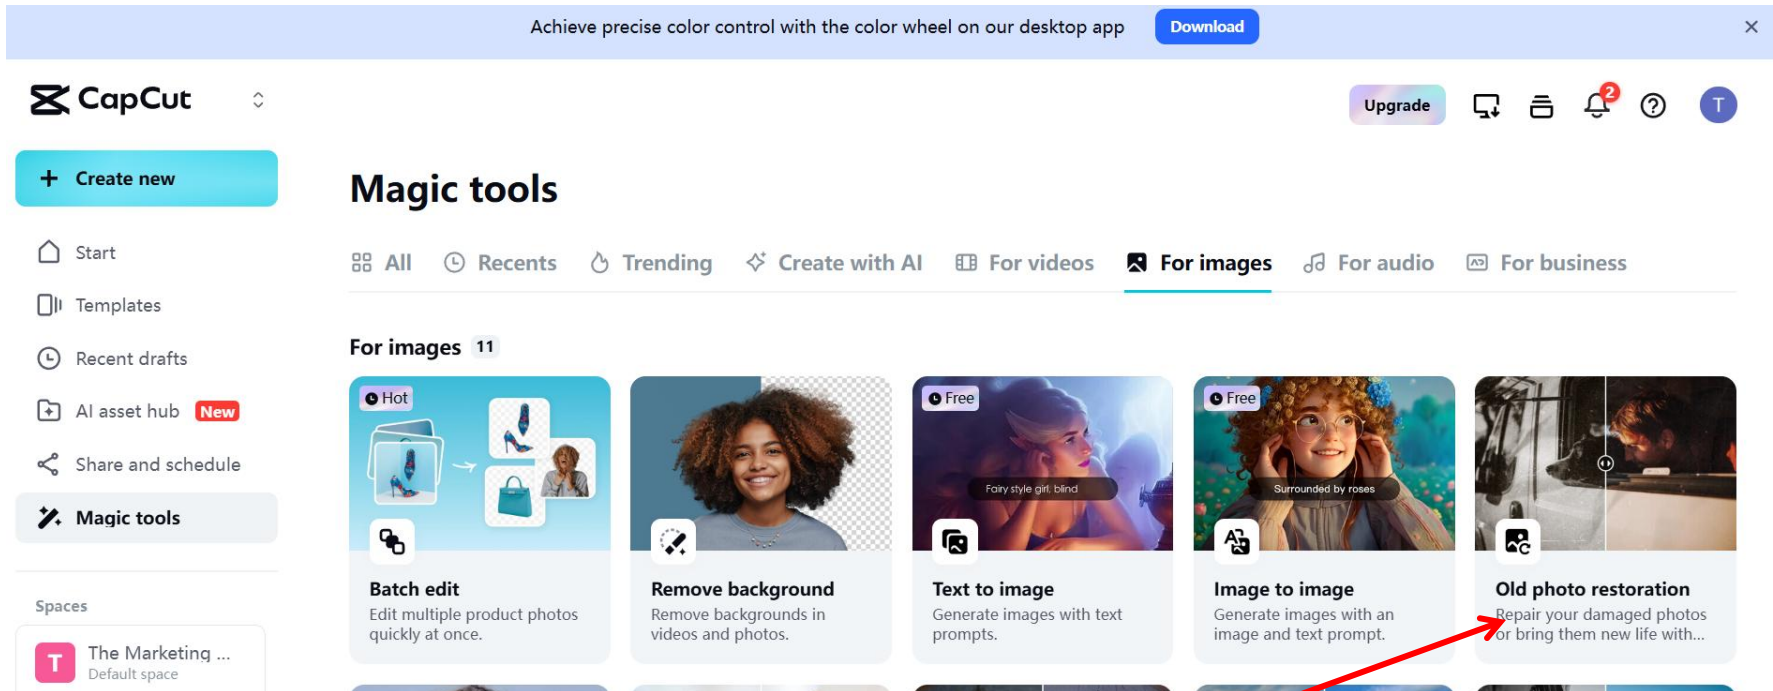 Achieve precise color control with the color wheel on our desktop app
Download
CapCut
Upgrade
2
T
Create new
Magic tools
Start
All
Recents
Trending
Create with AI
For videos
For images
For audio
For business
Templates
Recent drafts
For images 11
AI asset hub New
Share and schedule
Magic tools
Hot
Free
Fairy style girl, blind
Free
Surrounded by roses
Batch edit
Edit multiple product photos
quickly at once.
Remove background
Remove backgrounds in
videos and photos.
Text to image
Generate images with text
prompts.
Image to image
Generate images with an
image and text prompt.
Old photo restoration
Repair your damaged photos
or bring them new life with...
Spaces
T
The Marketing ...
Default space